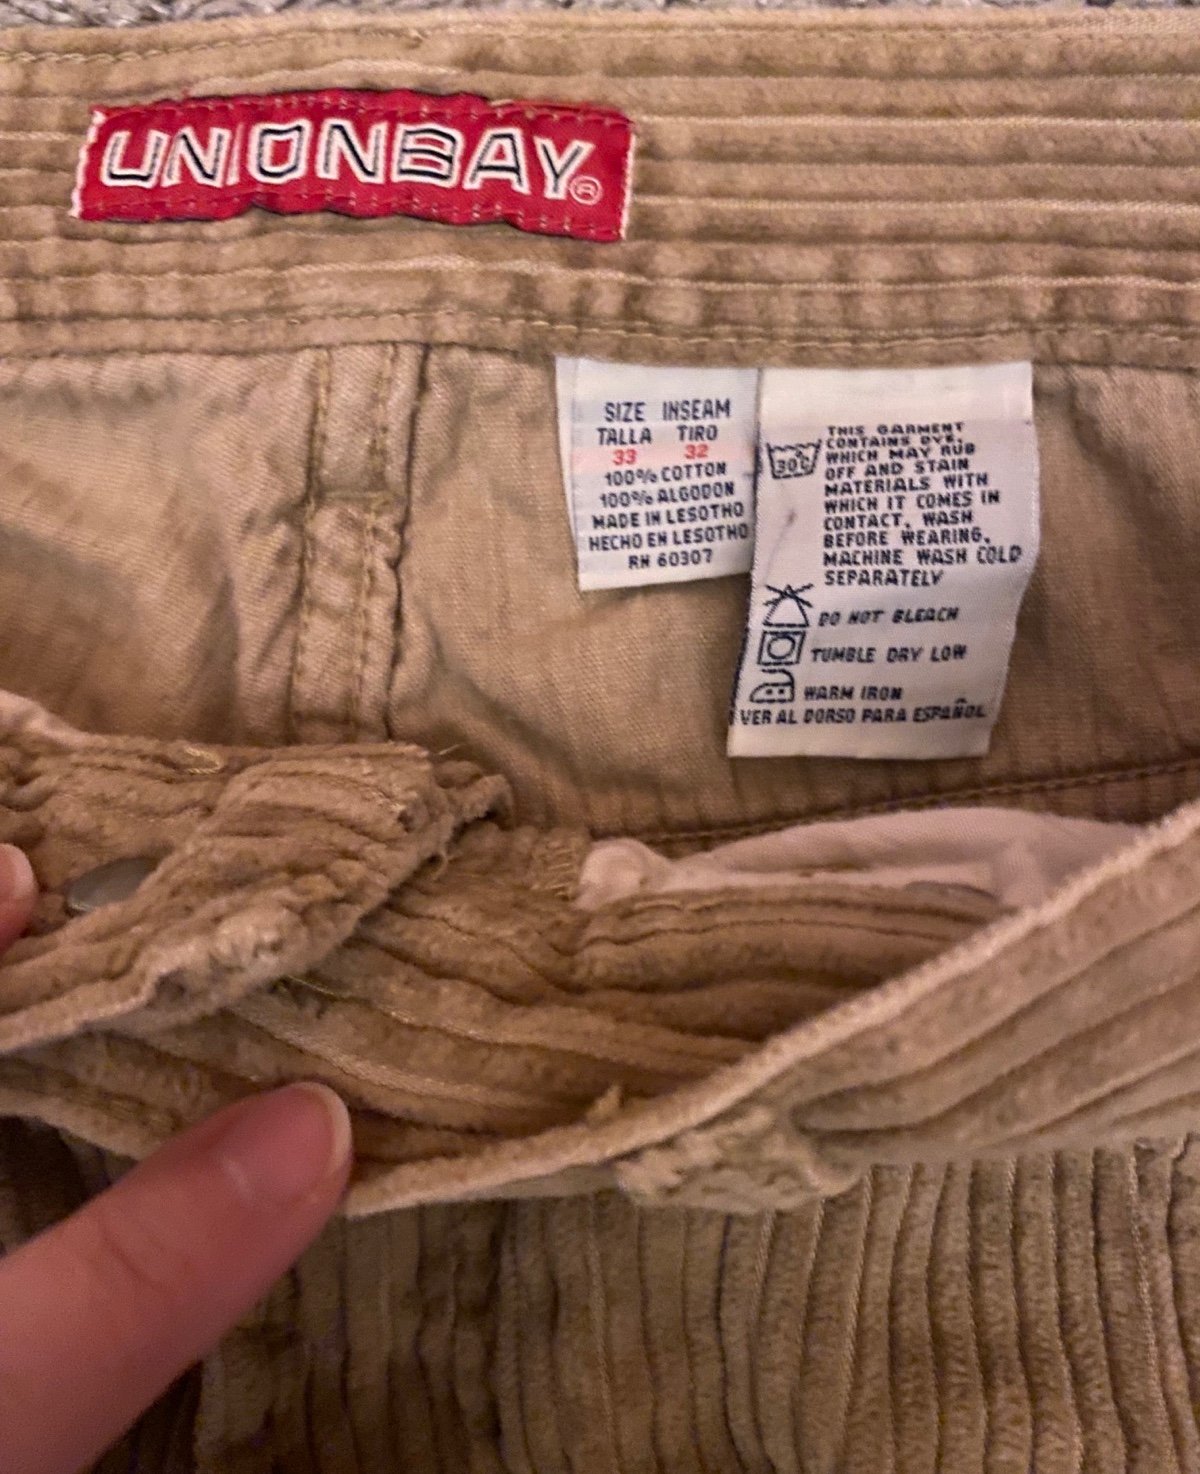 UNIONBAY®
SIZE INSEAM
TALLA TIRO
33 32
100% COTTON
100% ALGODON
MADE IN LESOTHO
HECHO EN LESOTHO
RN 60307
30°C
THIS GARMENT
CONTAINS DYE,
WHICH MAY RUB
OFF AND STAIN
MATERIALS WITH
WHICH IT COMES IN
CONTACT. WASH
BEFORE WEARING.
MACHINE WASH COLD
SEPARATELY
DO NOT BLEACH
TUMBLE DRY LOW
WARM IRON
VER AL DORSO PARA ESPAÑOL